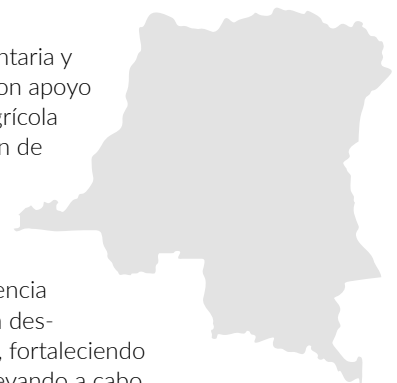 ntaria y
on apoyo
grícola
n de
encia
n des-
, fortaleciendo
evando a cabo